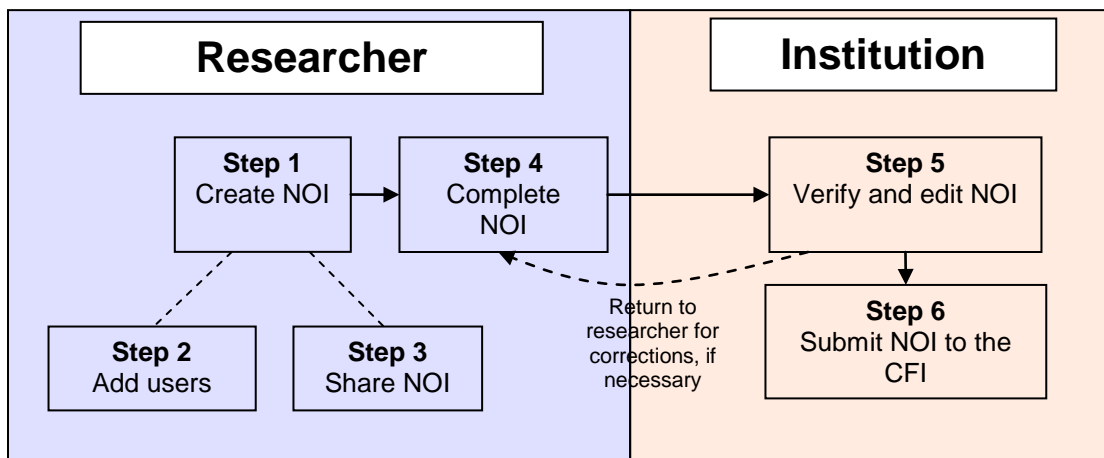 Researcher
Institution
Step 1
Create NOI
Step 4
Complete
NOI
Step 5
Verify and edit NOI
Step 2
Add users
Step 3
Share NOI
Return to
researcher for
corrections, if
necessary
Step 6
Submit NOI to the
CFI